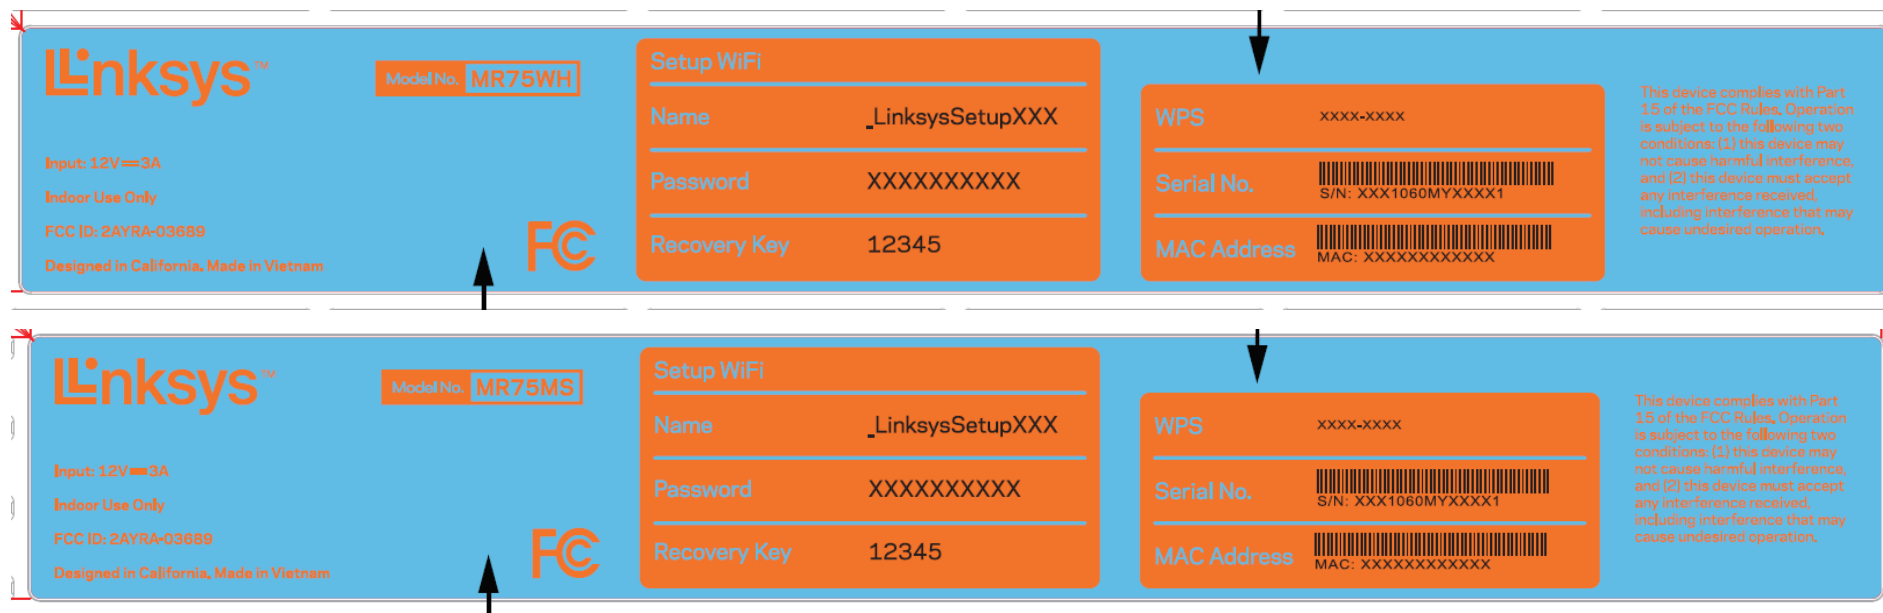 Linksys™
Model No. MR75WH
Input: 12V⎓3A
Indoor Use Only
FCC ID: 2AYRA-03689
Designed in California, Made in Vietnam
FC
Setup WiFi
Name _LinksysSetupXXX
Password XXXXXXXXXX
Recovery Key 12345
WPS XXXX-XXXX
Serial No.
S/N: XXX1060MYXXXX1
MAC Address
MAC: XXXXXXXXXXXX
This device complies with Part
15 of the FCC Rules. Operation
is subject to the following two
conditions: (1) this device may
not cause harmful interference,
and (2) this device must accept
any interference received,
including interference that may
cause undesired operation.
Linksys™
Model No. MR75MS
Input: 12V⎓3A
Indoor Use Only
FCC ID: 2AYRA-03689
Designed in California, Made in Vietnam
FC
Setup WiFi
Name _LinksysSetupXXX
Password XXXXXXXXXX
Recovery Key 12345
WPS XXXX-XXXX
Serial No.
S/N: XXX1060MYXXXX1
MAC Address
MAC: XXXXXXXXXXXX
This device complies with Part
15 of the FCC Rules. Operation
is subject to the following two
conditions: (1) this device may
not cause harmful interference,
and (2) this device must accept
any interference received,
including interference that may
cause undesired operation.